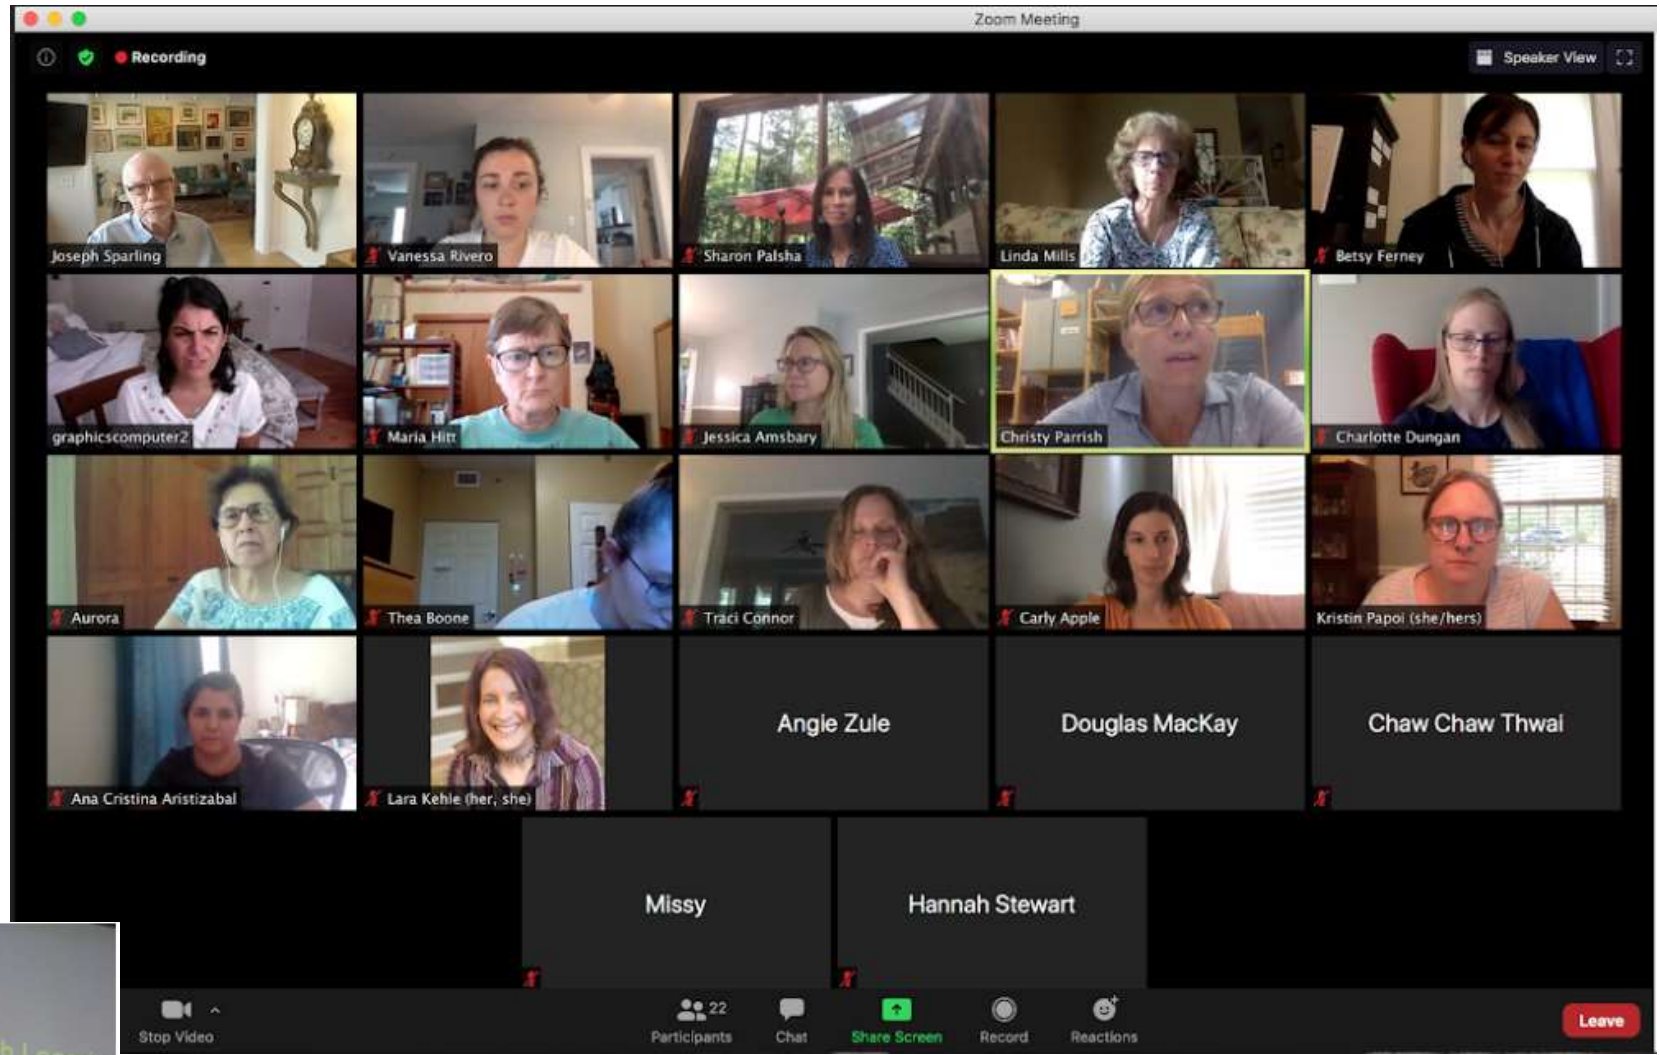 Zoom Meeting
Recording
Speaker View
Joseph Sparling
Vanessa Rivero
Sharon Palsha
Linda Mills
Betsy Ferney
graphicscomputer2
Maria Hitt
Jessica Amsbary
Christy Parrish
Charlotte Dungan
Aurora
Thea Boone
Traci Connor
Carly Apple
Kristin Papoi (she/hers)
Ana Cristina Aristizabal
Lara Kehle (her, she)
Angie Zule
Douglas MacKay
Chaw Chaw Thwai
Missy
Hannah Stewart
22
Stop Video
Participants
Chat
Share Screen
Record
Reactions
Leave